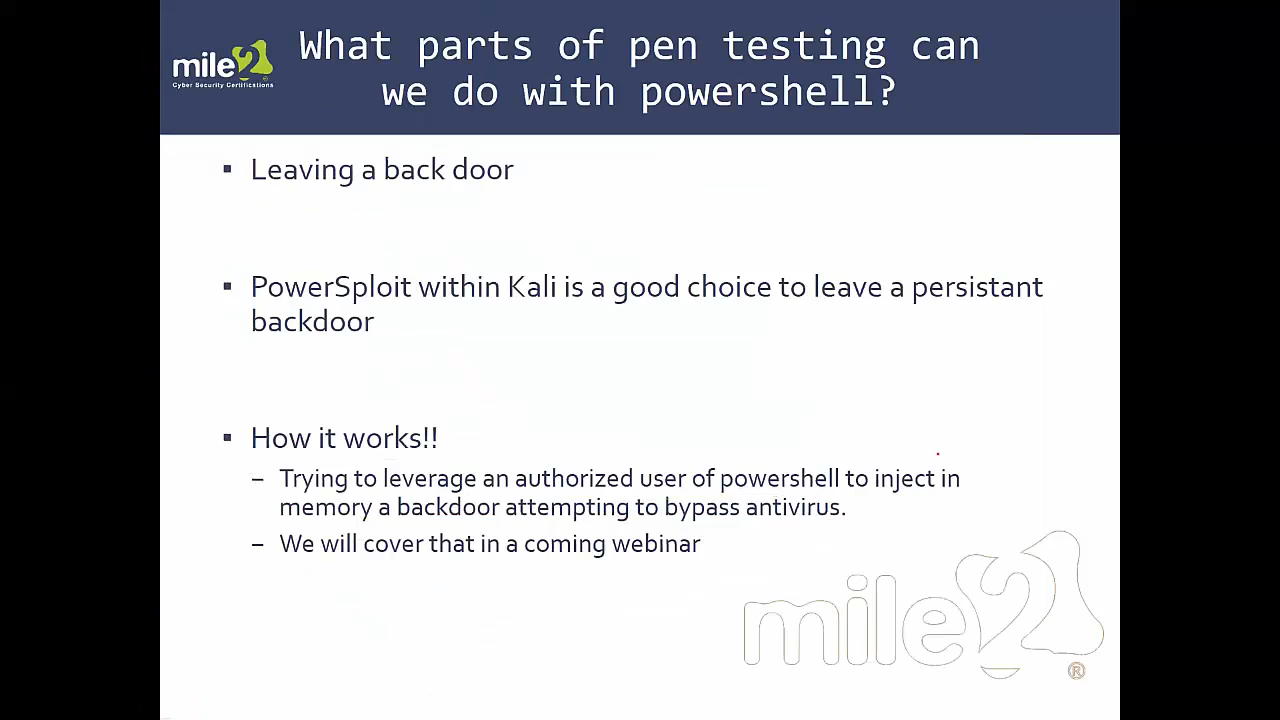 What parts of pen testing can
we do with powershell?
mile2
Cyber Security Certifications
▪ Leaving a back door
▪ PowerSploit within Kali is a good choice to leave a persistant
backdoor
▪ How it works!!
– Trying to leverage an authorized user of powershell to inject in
memory a backdoor attempting to bypass antivirus.
– We will cover that in a coming webinar
mile2
®